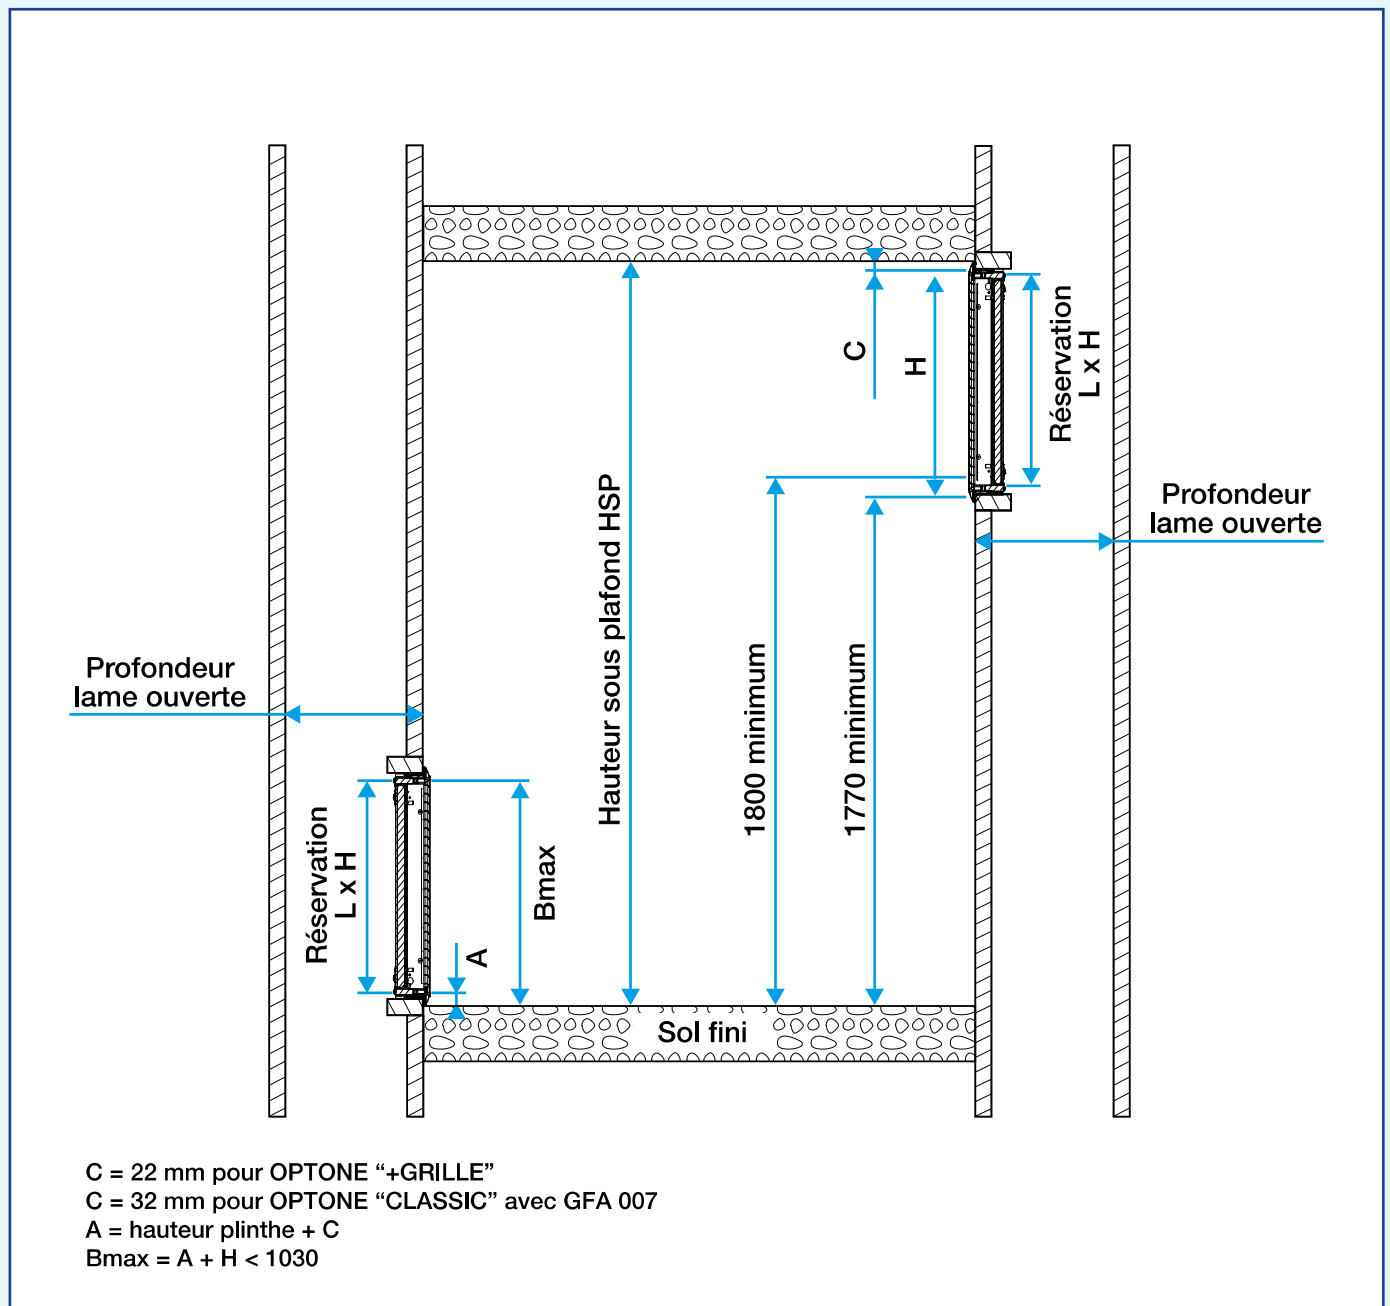 C
H
Réservation
L x H
Profondeur
lame ouverte
Hauteur sous plafond HSP
1800 minimum
1770 minimum
Profondeur
lame ouverte
Réservation
L x H
Bmax
A
Sol fini
C = 22 mm pour OPTONE “+GRILLE”
C = 32 mm pour OPTONE “CLASSIC” avec GFA 007
A = hauteur plinthe + C
Bmax = A + H < 1030